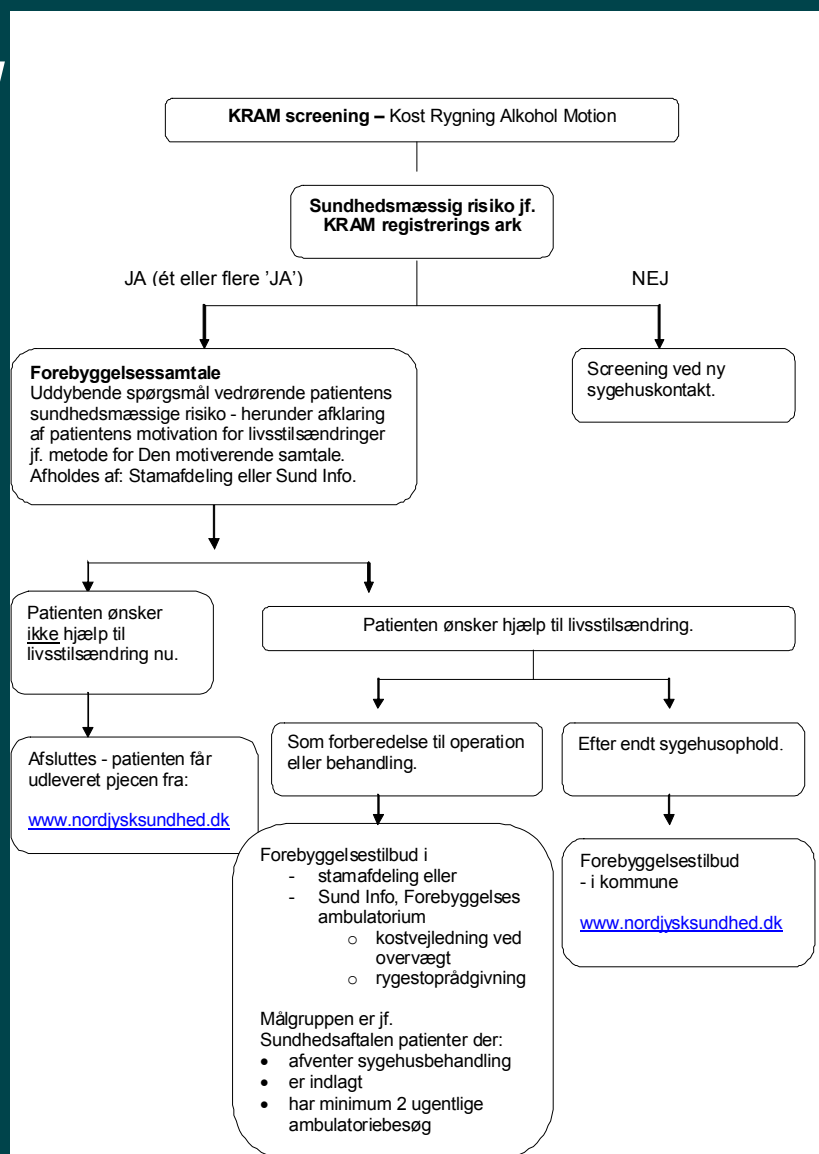 KRAM screening – Kost Rygning Alkohol Motion
Sundhedsmæssig risiko jf.
KRAM registrerings ark
JA (ét eller flere ’JA’)
NEJ
Forebyggelsessamtale
Uddybende spørgsmål vedrørende patientens
sundhedsmæssige risiko - herunder afklaring
af patientens motivation for livsstilsændringer
jf. metode for Den motiverende samtale.
Afholdes af: Stamafdeling eller Sund Info.
Screening ved ny
sygehuskontakt.
Patienten ønsker
ikke hjælp til
livsstilsændring nu.
Patienten ønsker hjælp til livsstilsændring.
Afsluttes - patienten får
udleveret pjecen fra:
www.nordjysksundhed.dk
Som forberedelse til operation
eller behandling.
Efter endt sygehusophold.
Forebyggelsestilbud i
- stamafdeling eller
- Sund Info, Forebyggelses
ambulatorium
o kostvejledning ved
overvægt
o rygestoprådgivning
Målgruppen er jf.
Sundhedsaftalen patienter der:
• afventer sygehusbehandling
• er indlagt
• har minimum 2 ugentlige
ambulatoriebesøg
Forebyggelsestilbud
- i kommune
www.nordjysksundhed.dk